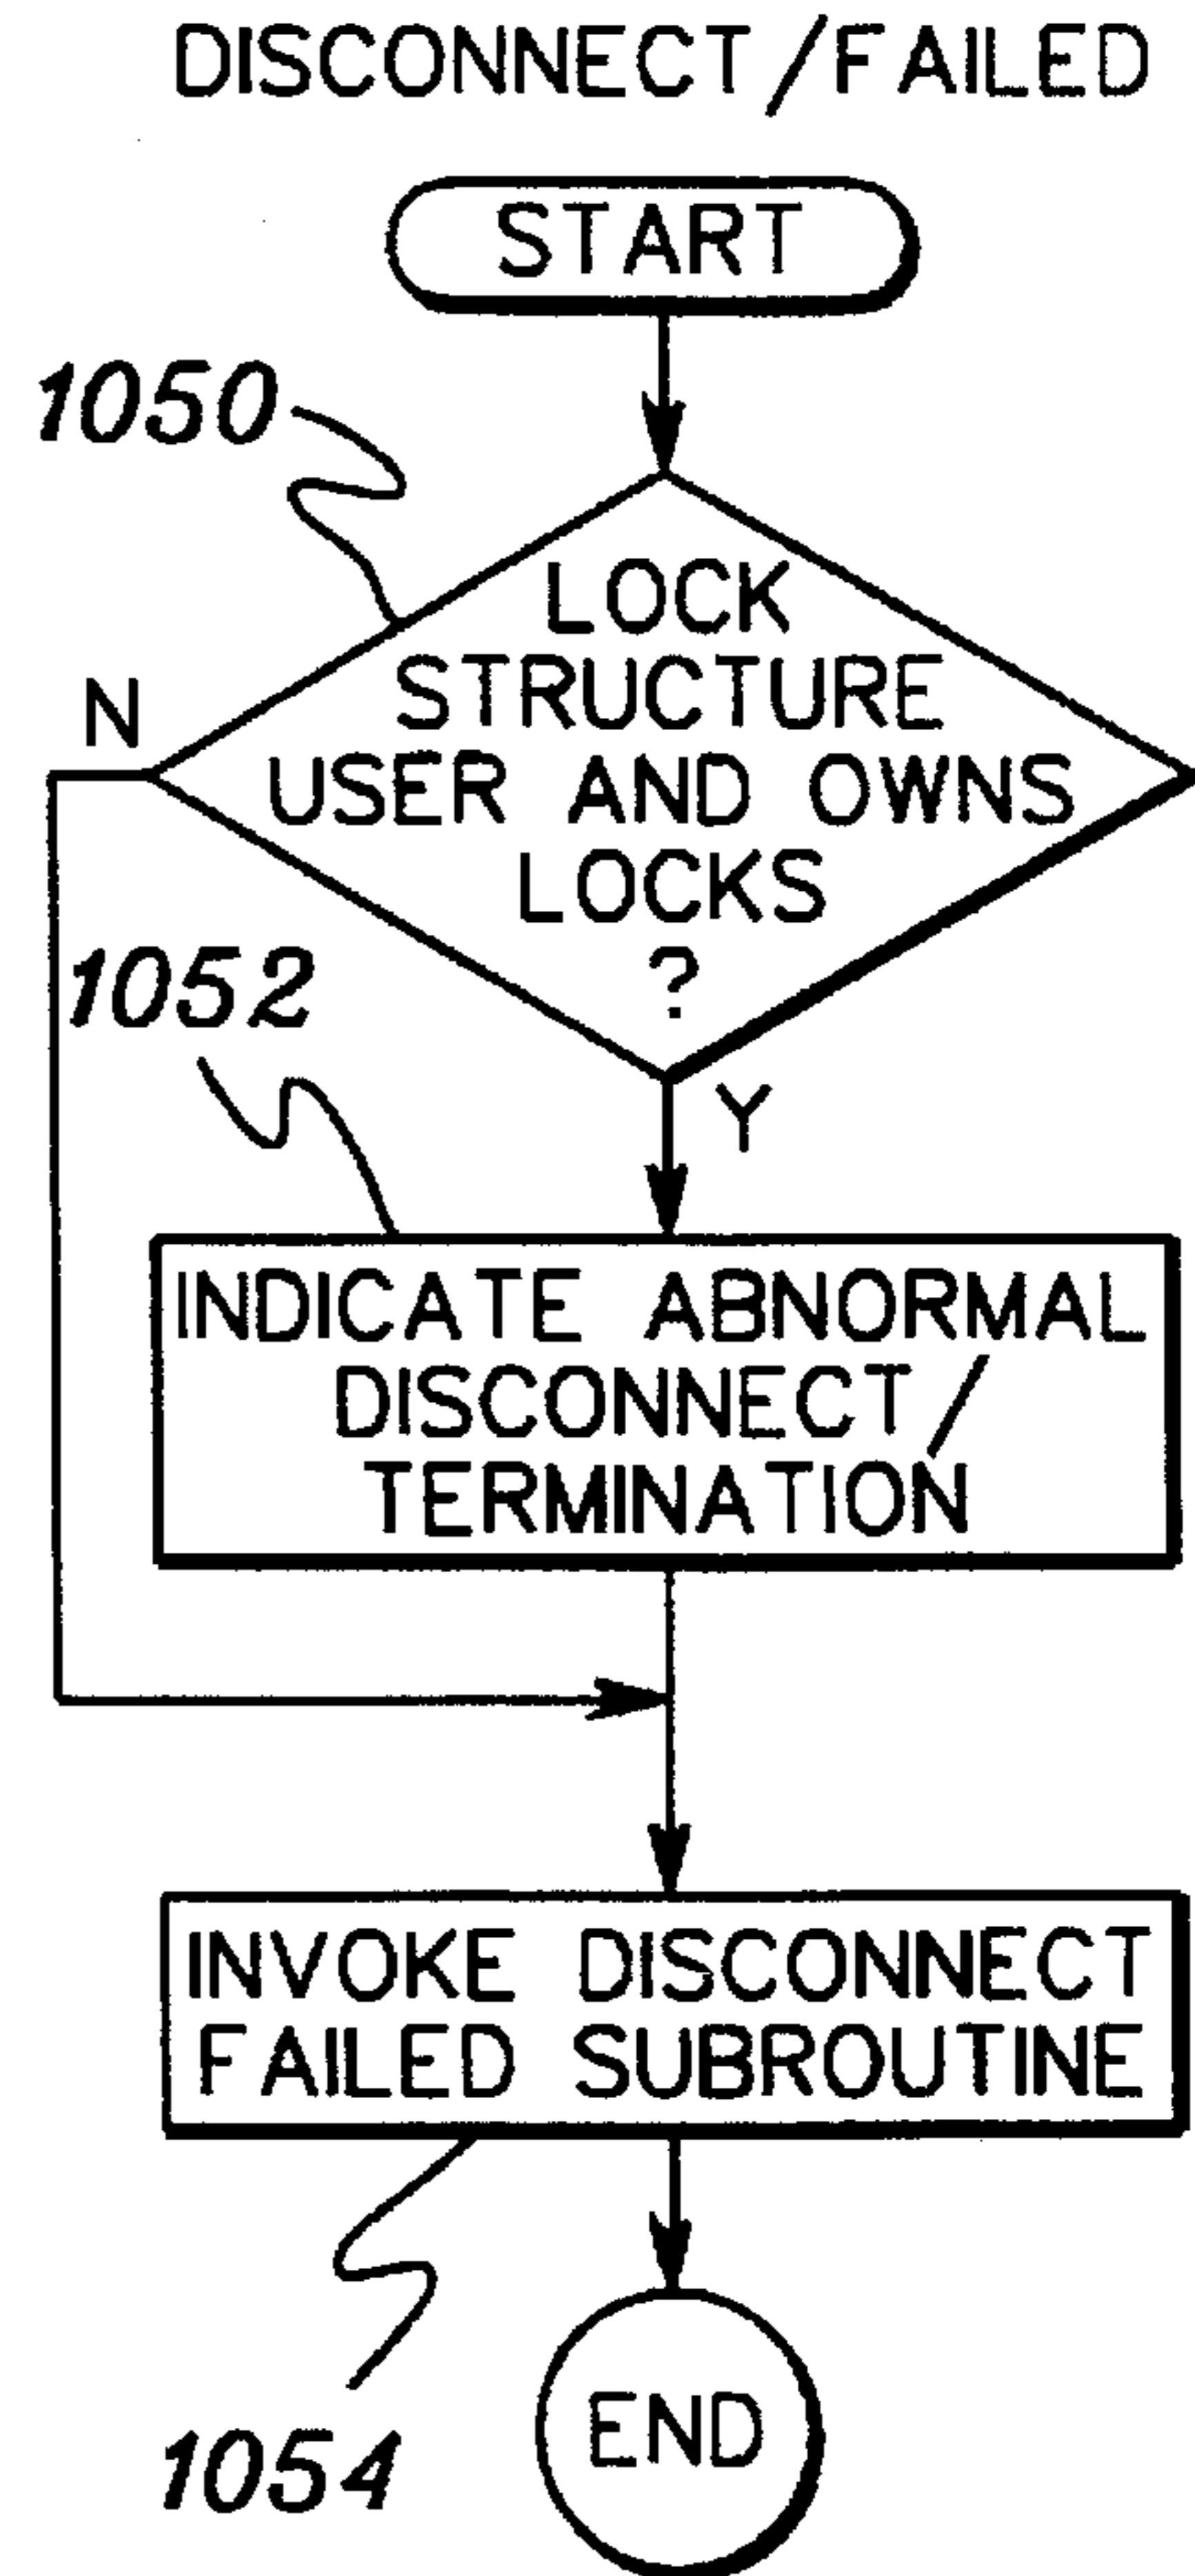 DISCONNECT/FAILED
START
1050
LOCK
STRUCTURE
USER AND OWNS
LOCKS
?
N
Y
1052
INDICATE ABNORMAL
DISCONNECT/
TERMINATION
INVOKE DISCONNECT
FAILED SUBROUTINE
1054
END